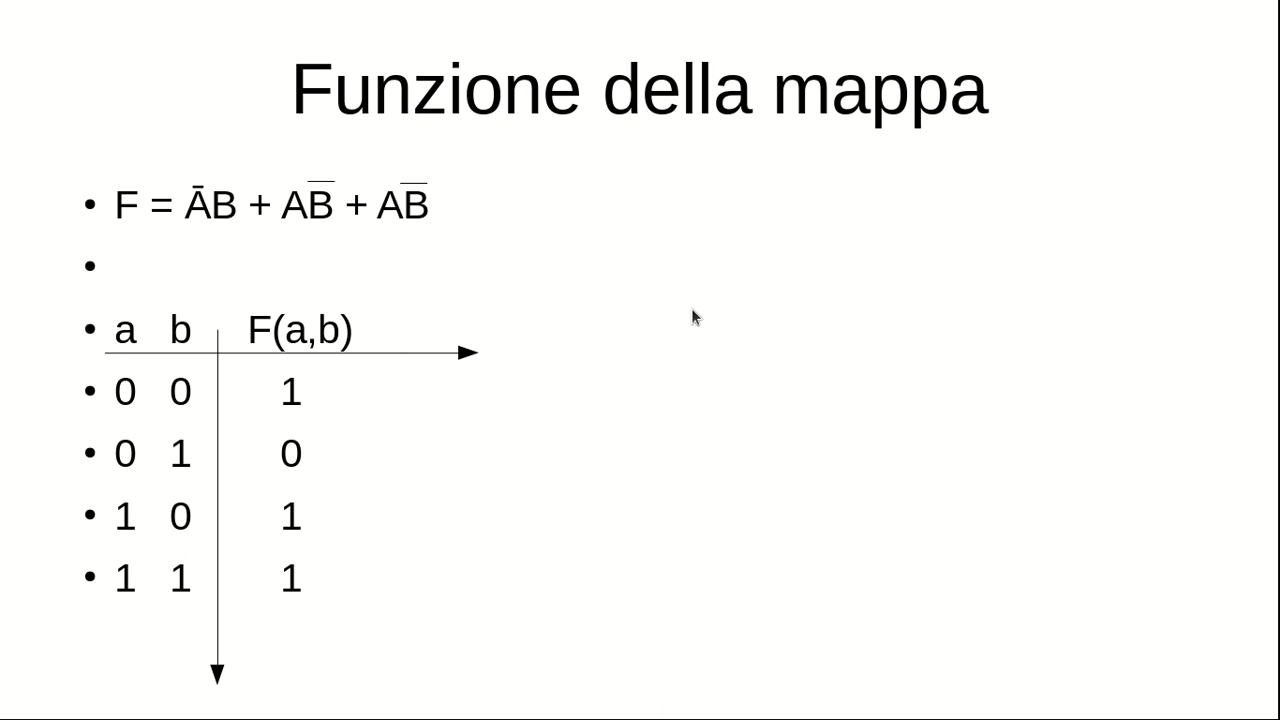 Funzione della mappa
• F = ĀB + AB̅ + AB̅
•
• a b F(a,b)
• 0 0 1
• 0 1 0
• 1 0 1
• 1 1 1